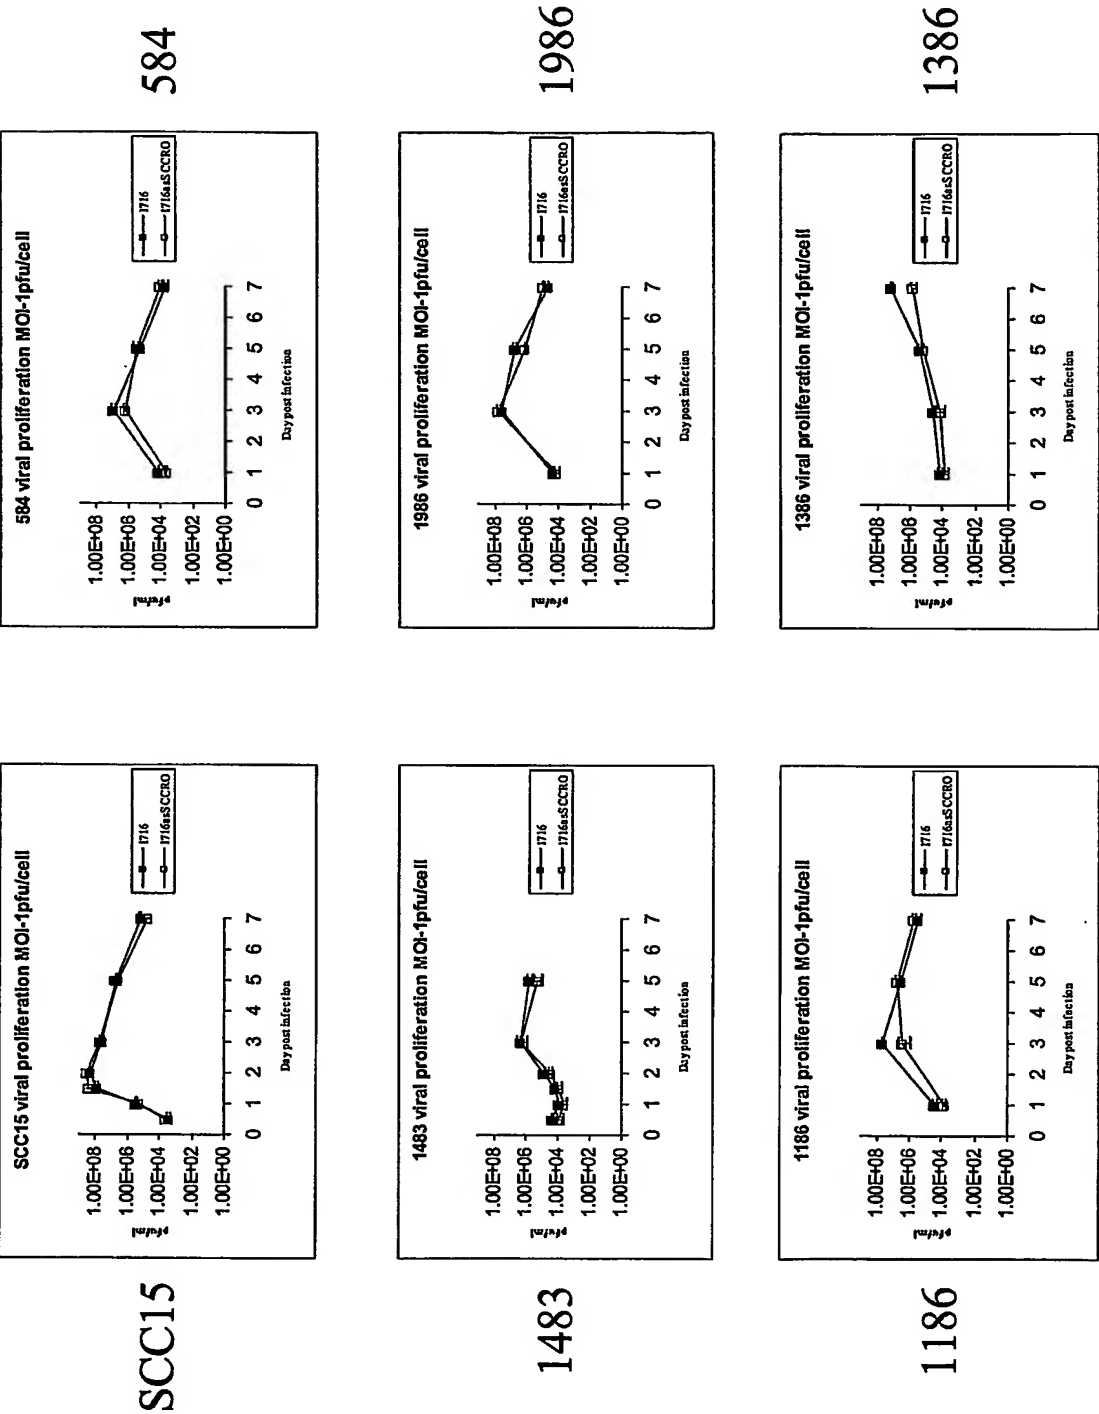 SCC15
SCC15 viral proliferation MOI-1pfu/cell
pfu/ml
1.00E+08
1.00E+06
1.00E+04
1.00E+02
1.00E+00
0 1 2 3 4 5 6 7
Day post infection
1716
1716asSCCRO
584 viral proliferation MOI-1pfu/cell
pfu/ml
1.00E+08
1.00E+06
1.00E+04
1.00E+02
1.00E+00
0 1 2 3 4 5 6 7
Day post infection
1716
1716asSCCRO
584
1483
1483 viral proliferation MOI-1pfu/cell
pfu/ml
1.00E+08
1.00E+06
1.00E+04
1.00E+02
1.00E+00
0 1 2 3 4 5 6 7
Day post infection
1716
1716asSCCRO
1986 viral proliferation MOI-1pfu/cell
pfu/ml
1.00E+08
1.00E+06
1.00E+04
1.00E+02
1.00E+00
0 1 2 3 4 5 6 7
Day post infection
1716
1716asSCCRO
1986
1186
1186 viral proliferation MOI-1pfu/cell
pfu/ml
1.00E+08
1.00E+06
1.00E+04
1.00E+02
1.00E+00
0 1 2 3 4 5 6 7
Day post infection
1716
1716asSCCRO
1386 viral proliferation MOI-1pfu/cell
pfu/ml
1.00E+08
1.00E+06
1.00E+04
1.00E+02
1.00E+00
0 1 2 3 4 5 6 7
Day post infection
1716
1716asSCCRO
1386